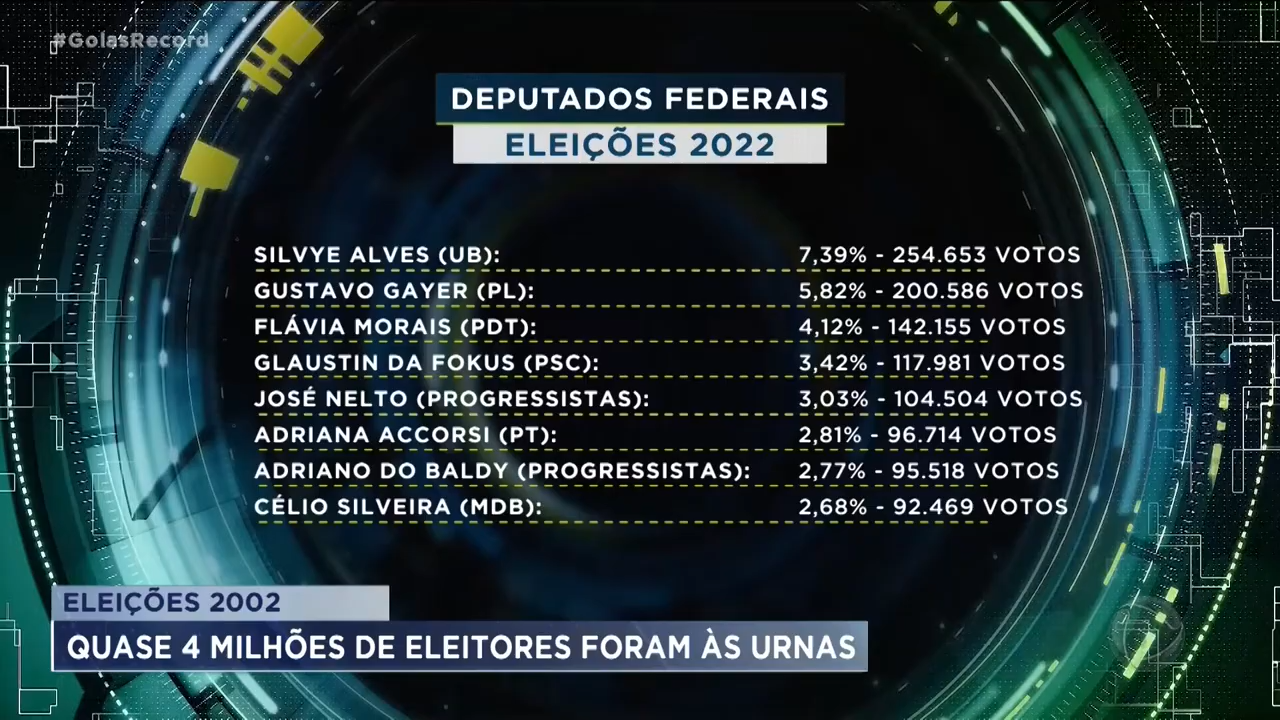 #GoiásRecord
DEPUTADOS FEDERAIS
ELEIÇÕES 2022
SILVYE ALVES (UB): 7,39% - 254.653 VOTOS
GUSTAVO GAYER (PL): 5,82% - 200.586 VOTOS
FLÁVIA MORAIS (PDT): 4,12% - 142.155 VOTOS
GLAUSTIN DA FOKUS (PSC): 3,42% - 117.981 VOTOS
JOSÉ NELTO (PROGRESSISTAS): 3,03% - 104.504 VOTOS
ADRIANA ACCORSI (PT): 2,81% - 96.714 VOTOS
ADRIANO DO BALDY (PROGRESSISTAS): 2,77% - 95.518 VOTOS
CÉLIO SILVEIRA (MDB): 2,68% - 92.469 VOTOS
ELEIÇÕES 2002
QUASE 4 MILHÕES DE ELEITORES FORAM ÀS URNAS